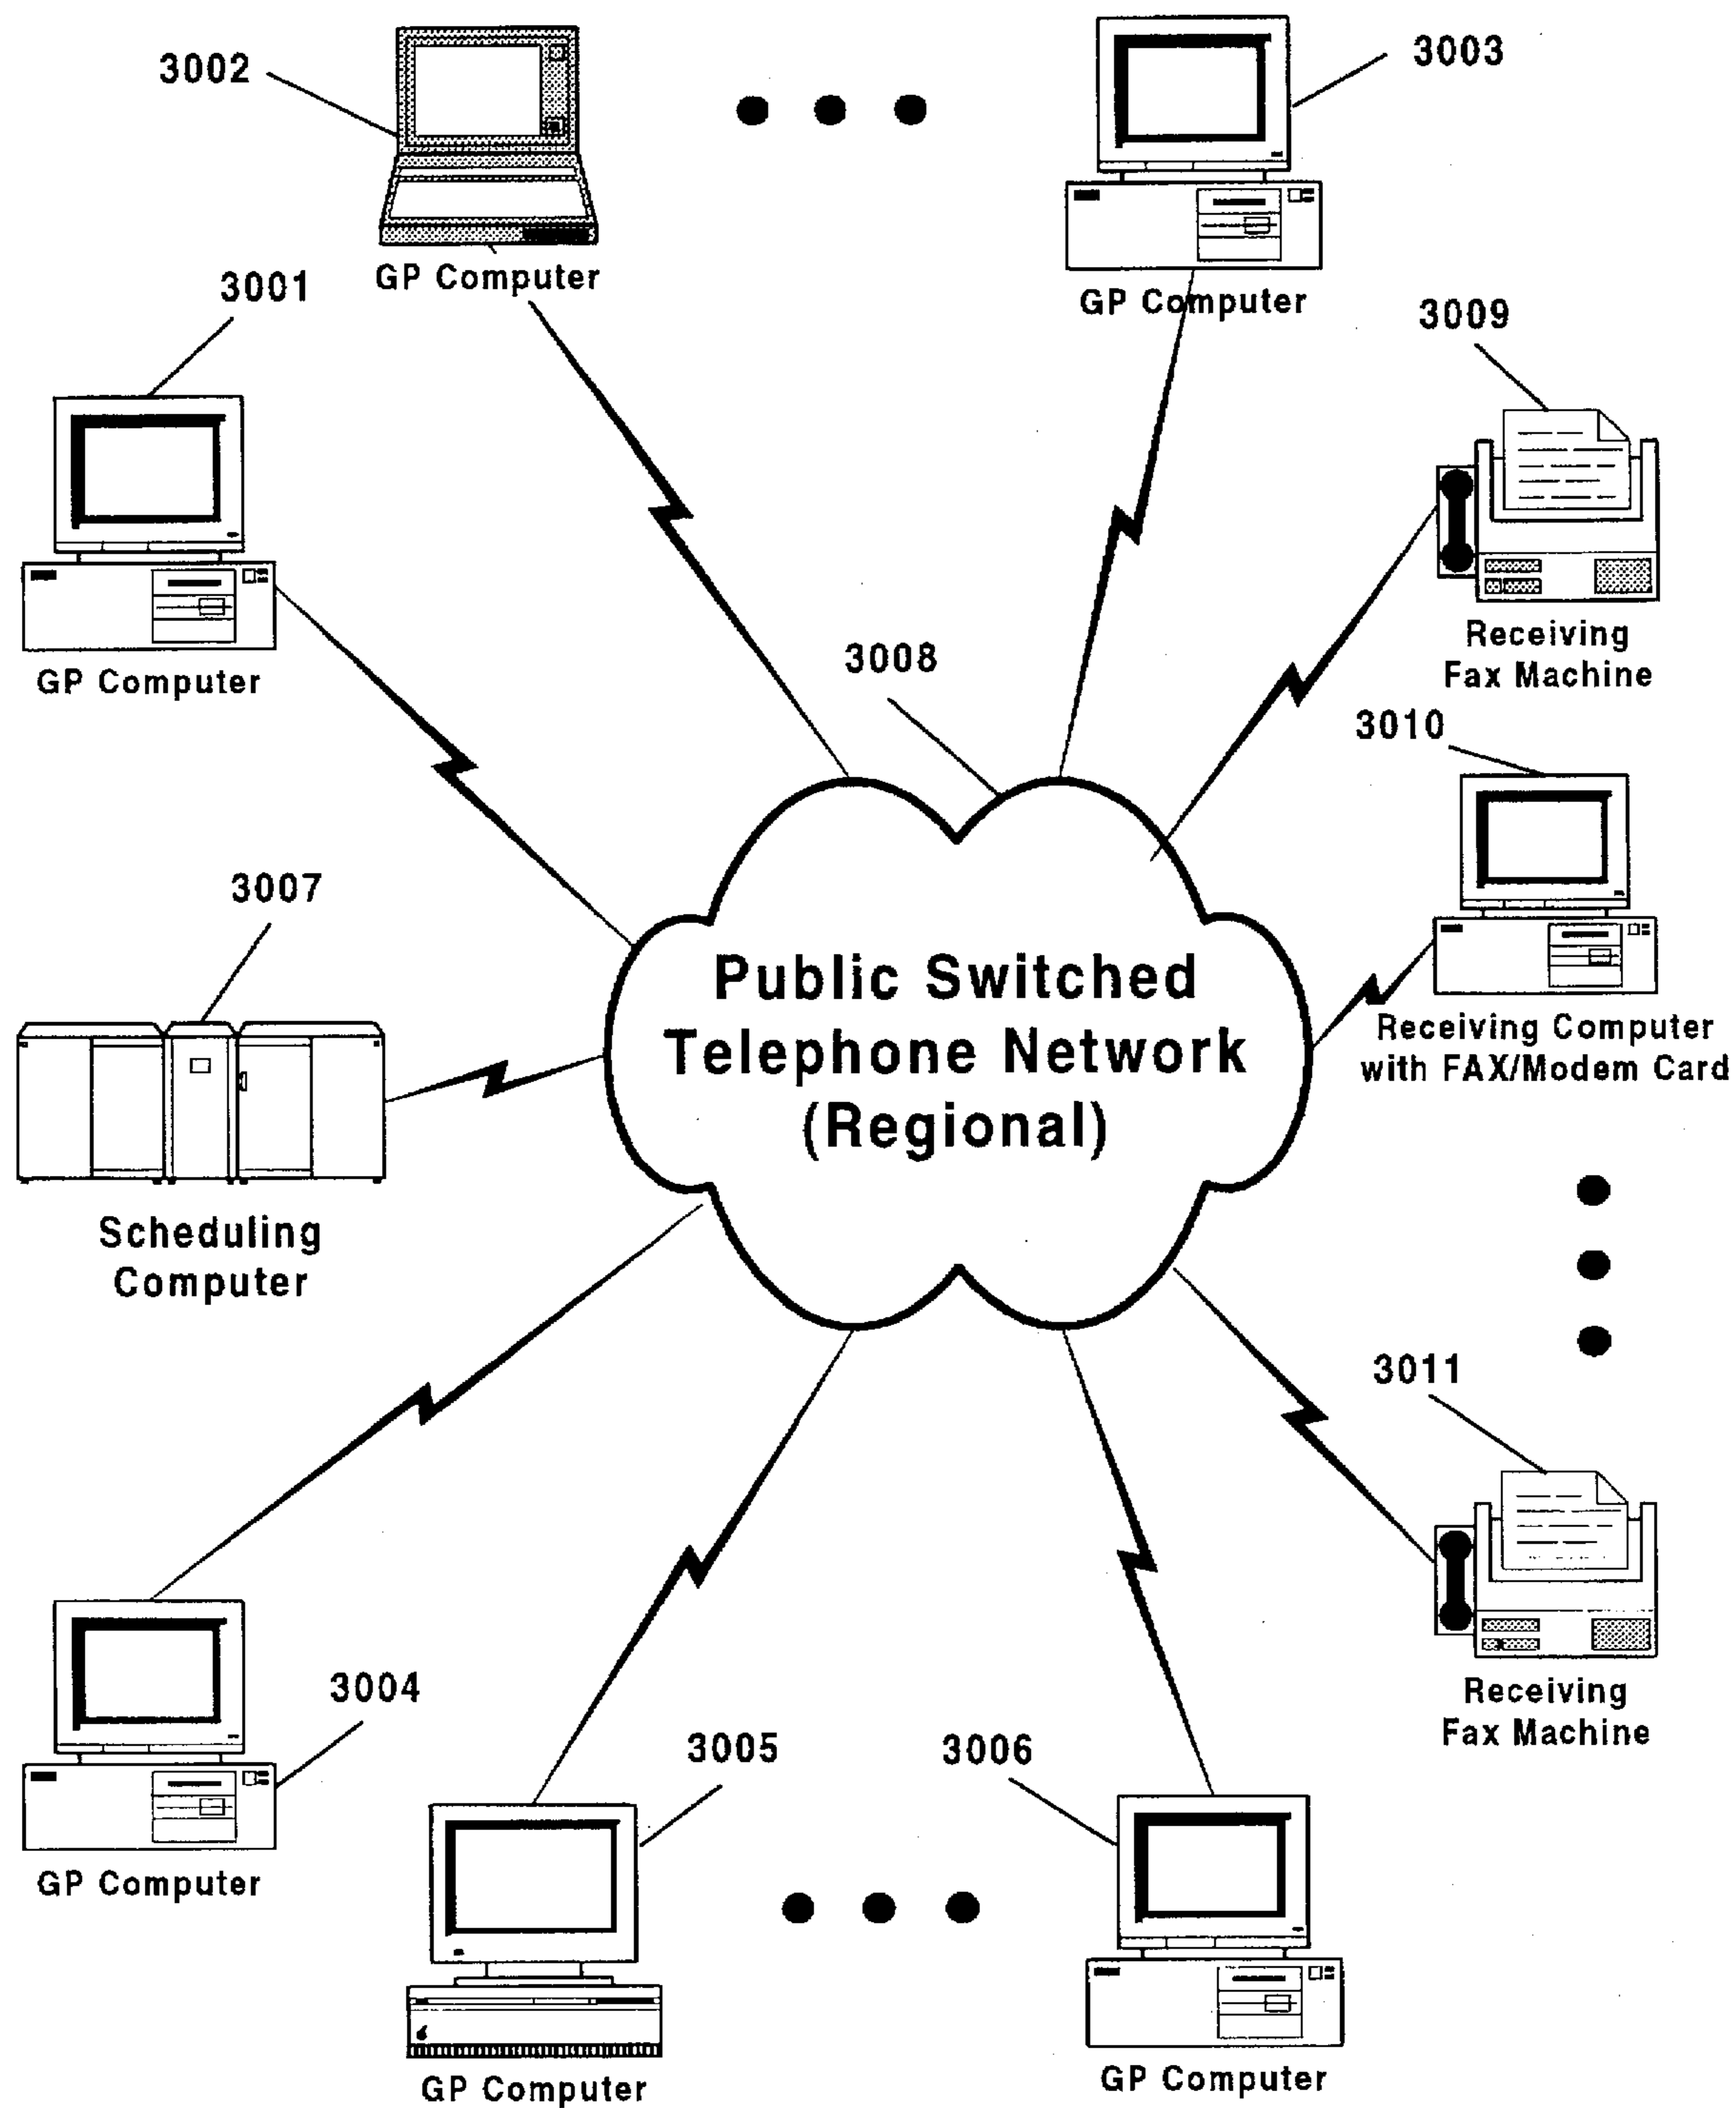 3002
3003
GP Computer
3001
GP Computer
3009
GP Computer
Receiving
Fax Machine
3008
3010
3007
Public Switched
Telephone Network
(Regional)
Receiving Computer
with FAX/Modem Card
Scheduling
Computer
3011
3004
Receiving
Fax Machine
3005
3006
GP Computer
GP Computer
GP Computer